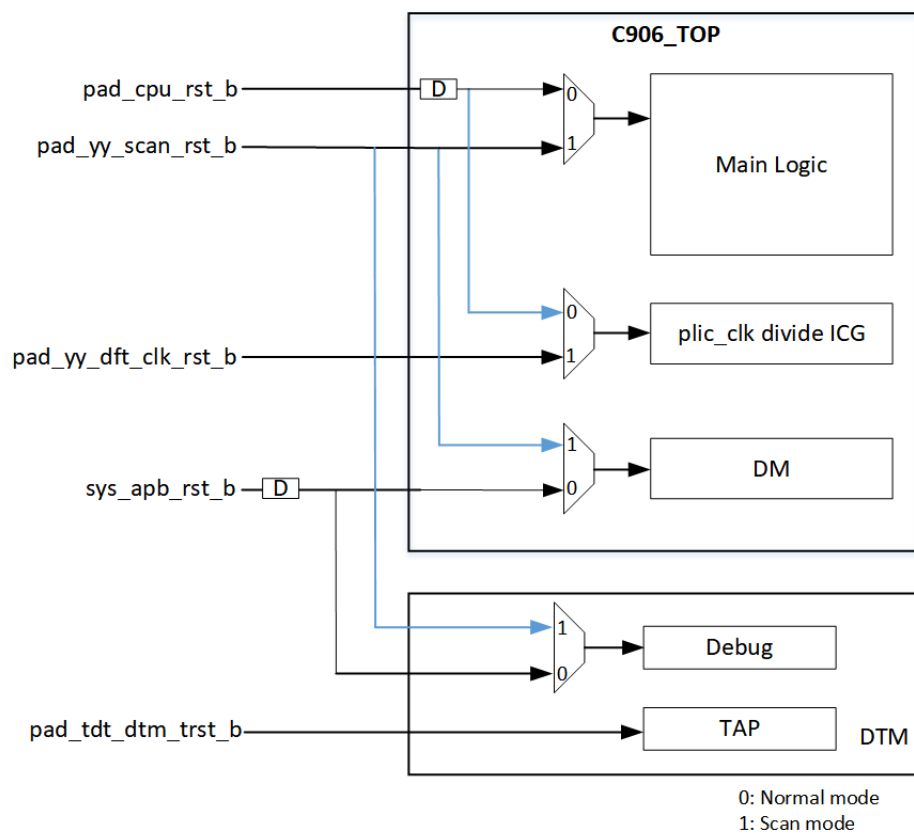 C906_TOP
pad_cpu_rst_b
D
0
pad_yy_scan_rst_b
1
Main Logic
0
plic_clk divide ICG
pad_yy_dft_clk_rst_b
1
1
DM
sys_apb_rst_b
D
0
1
Debug
0
pad_tdt_dtm_trst_b
TAP
DTM
0: Normal mode
1: Scan mode